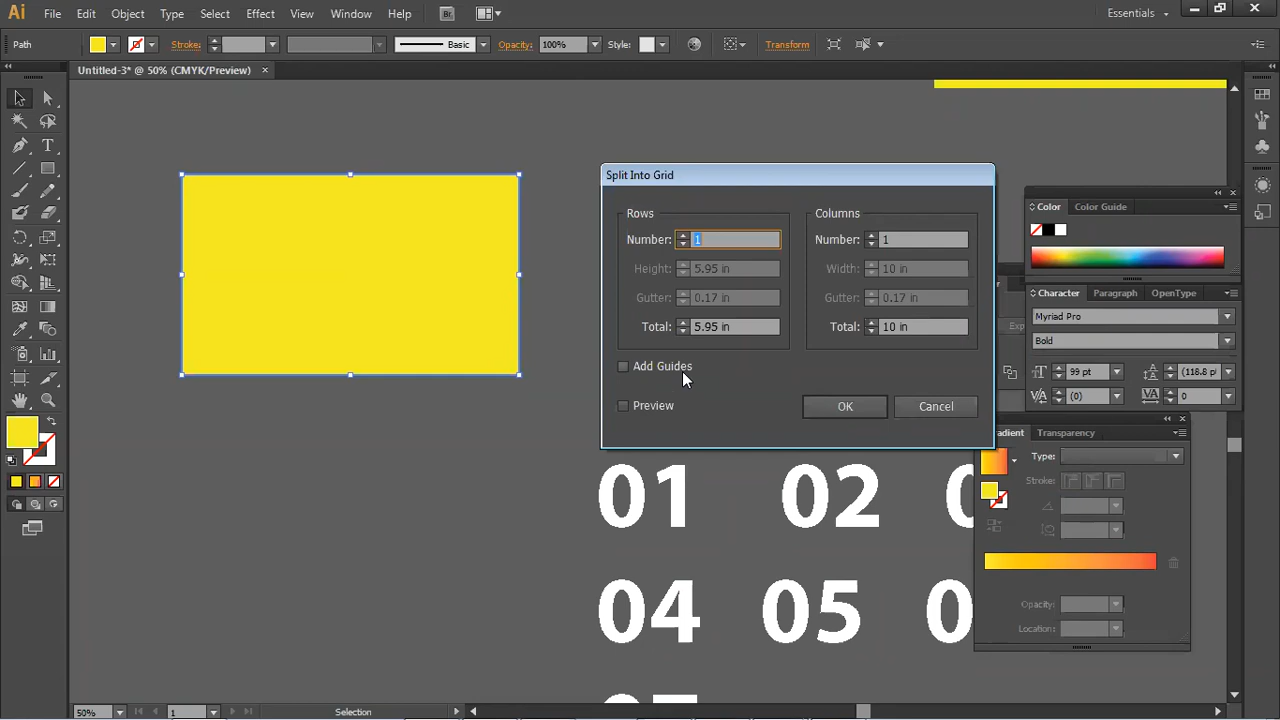 Ai File Edit Object Type Select Effect View Window Help Br Essentials
Path Stroke: Basic Opacity: 100% Style: Transform
Untitled-3* @ 50% (CMYK/Preview)
Split Into Grid
Rows
Columns
Number: 1
Number: 1
Height: 5.95 in
Width: 10 in
Gutter: 0.17 in
Gutter: 0.17 in
Total: 5.95 in
Total: 10 in
Add Guides
Preview
OK
Cancel
Color Color Guide
Character Paragraph OpenType
Myriad Pro
Bold
99 pt (118.8
(0) 0
Transparency
Type:
Stroke:
Opacity:
Location:
01 02
04 05
50% 1 Selection